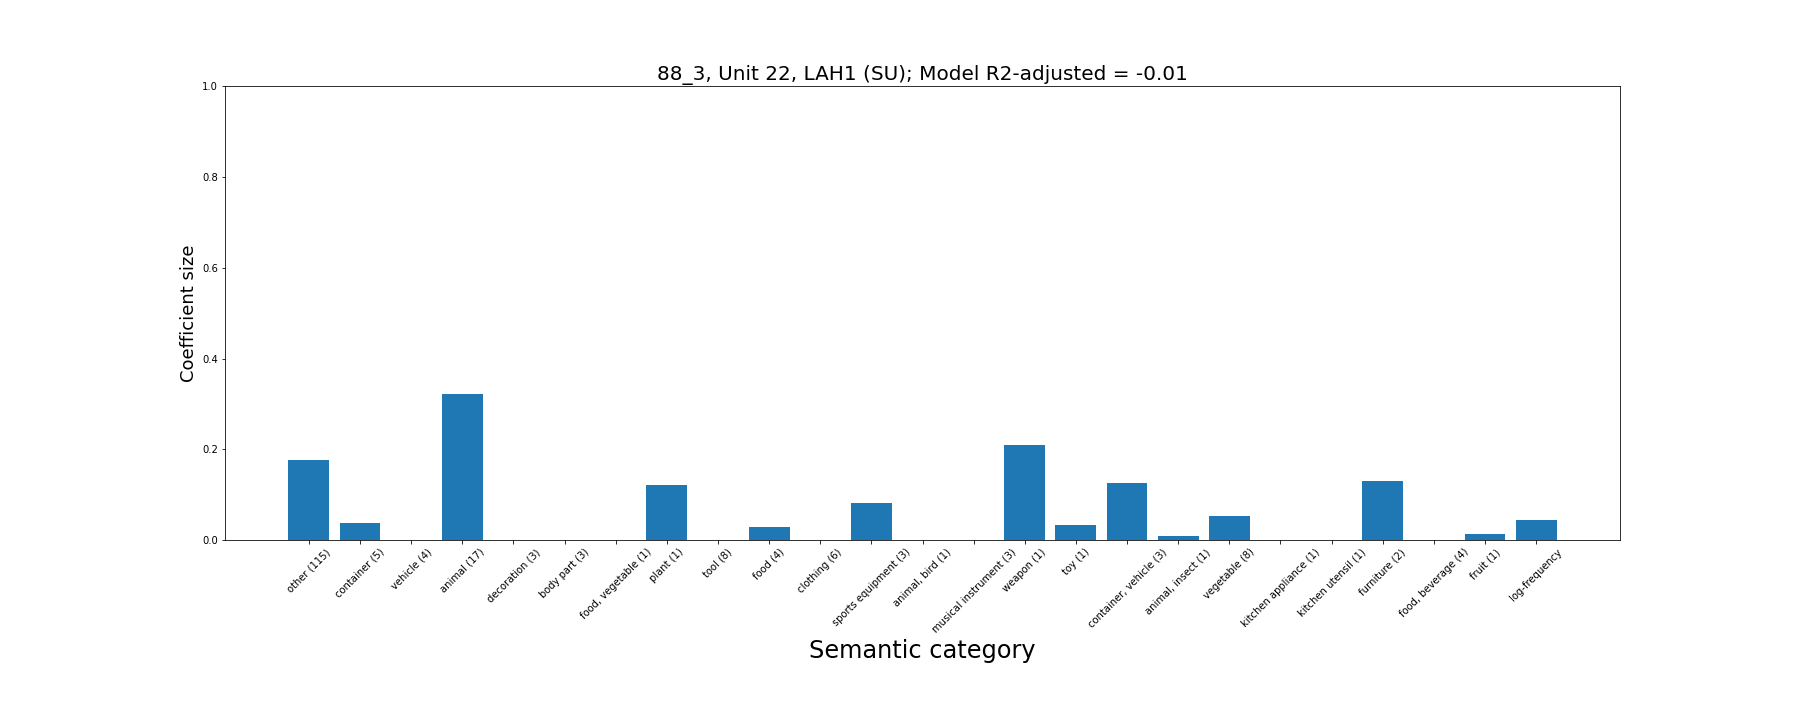 88_3, Unit 22, LAH1 (SU); Model R2-adjusted = -0.01
Coefficient size
1.0
0.8
0.6
0.4
0.2
0.0
other (115)
container (5)
vehicle (4)
animal (17)
decoration (3)
body part (3)
food, vegetable (1)
plant (1)
tool (8)
food (4)
clothing (6)
sports equipment (3)
animal, bird (1)
musical instrument (3)
weapon (1)
toy (1)
container, vehicle (3)
animal, insect (1)
vegetable (8)
kitchen appliance (1)
kitchen utensil (1)
furniture (2)
food, beverage (4)
fruit (1)
log-frequency
Semantic category